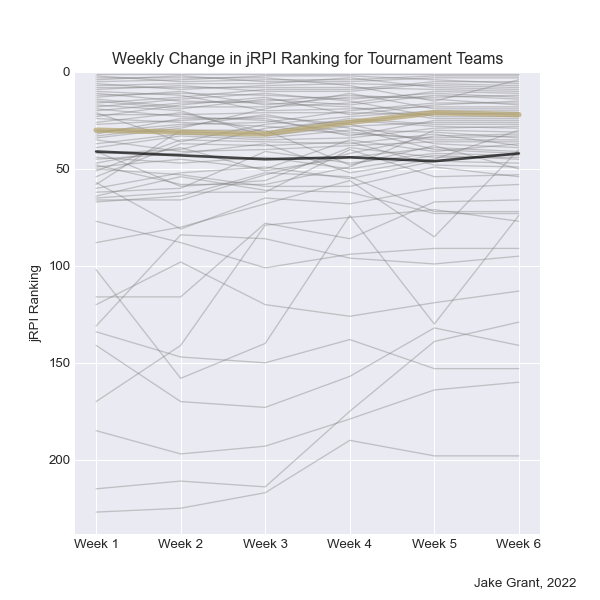 Weekly Change in jRPI Ranking for Tournament Teams
0
50
100
150
200
jRPI Ranking
Week 1 Week 2 Week 3 Week 4 Week 5 Week 6
Jake Grant, 2022